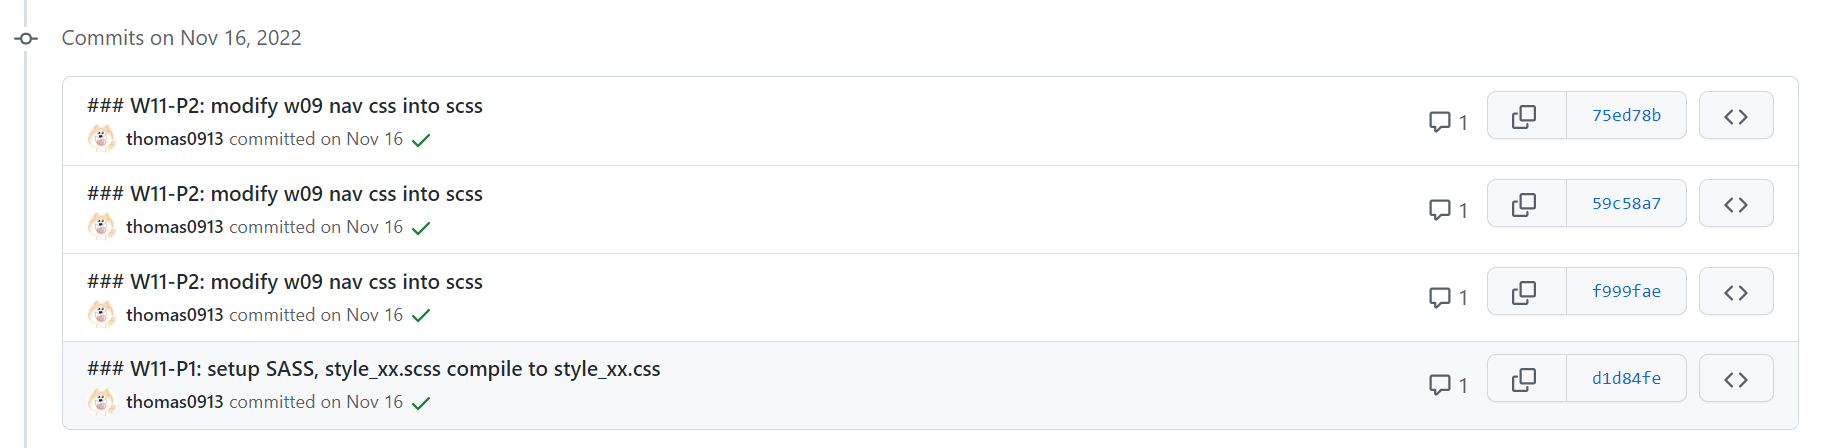 Commits on Nov 16, 2022
### W11-P2: modify w09 nav css into scss
thomas0913 committed on Nov 16
1
75ed78b
### W11-P2: modify w09 nav css into scss
thomas0913 committed on Nov 16
1
59c58a7
### W11-P2: modify w09 nav css into scss
thomas0913 committed on Nov 16
1
f999fae
### W11-P1: setup SASS, style_xx.scss compile to style_xx.css
thomas0913 committed on Nov 16
1
d1d84fe